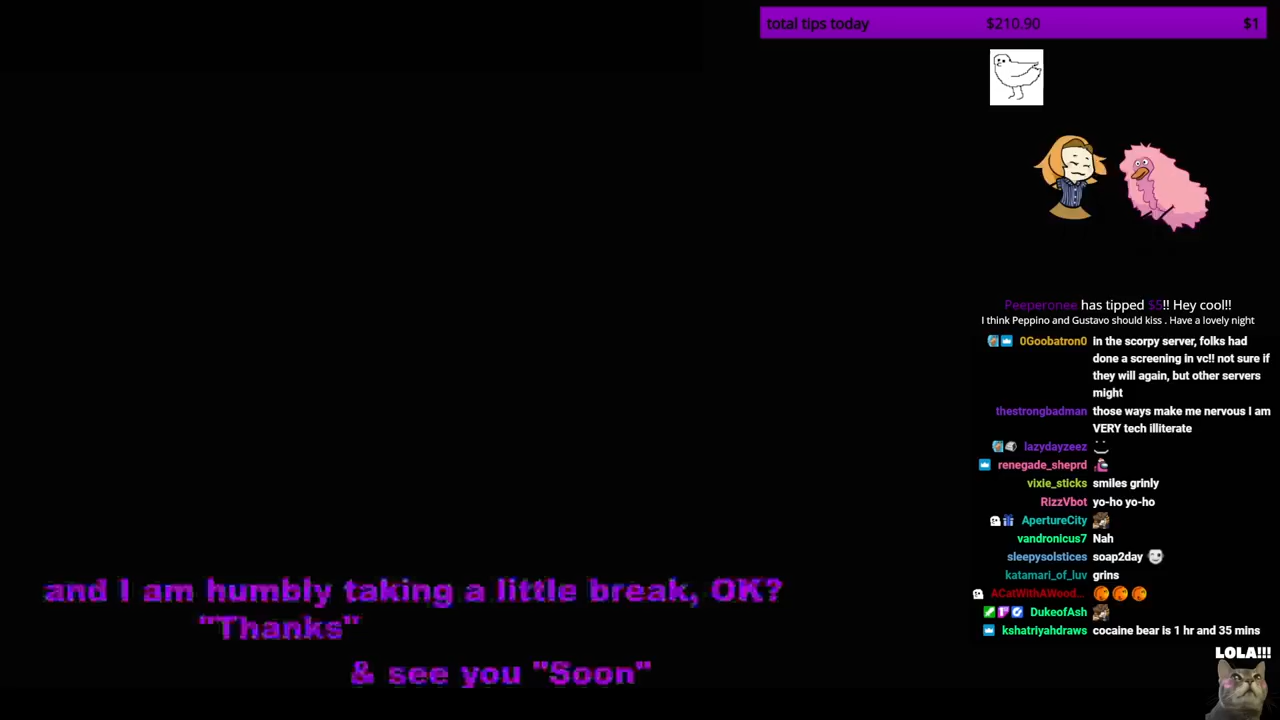 total tips today $210.90 $1
Peeperonee has tipped $5!! Hey cool!!
I think Peppino and Gustavo should kiss . Have a lovely night
0Goobatron0 in the scorpy server, folks had
done a screening in vc!! not sure if
they will again, but other servers
might
thestrongbadman those ways make me nervous I am
VERY tech illiterate
lazydayzeez
renegade_sheprd
vixie_sticks smiles grinly
RizzVbot yo-ho yo-ho
ApertureCity
vandronicus7 Nah
sleepysolstices soap2day
katamari_of_luv grins
ACatWithAWood...
DukeofAsh
kshatriyahdraws cocaine bear is 1 hr and 35 mins
LOLA!!!
and I am humbly taking a little break, OK?
"Thanks"
& see you "Soon"